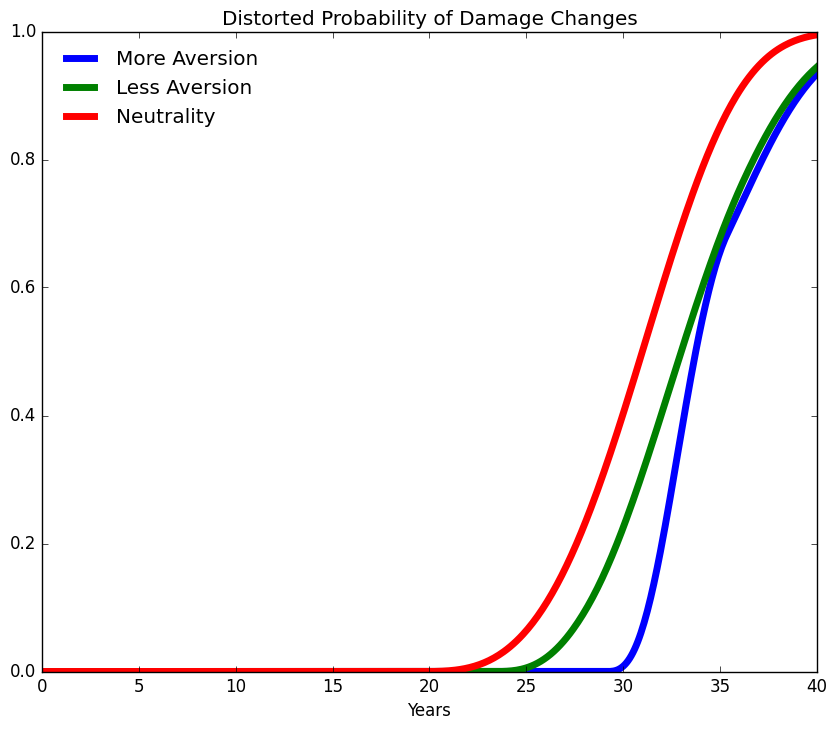 Distorted Probability of Damage Changes
1.0
More Aversion
Less Aversion
Neutrality
0.8
0.6
0.4
0.2
0.0
0 5 10 15 20 25 30 35 40
Years